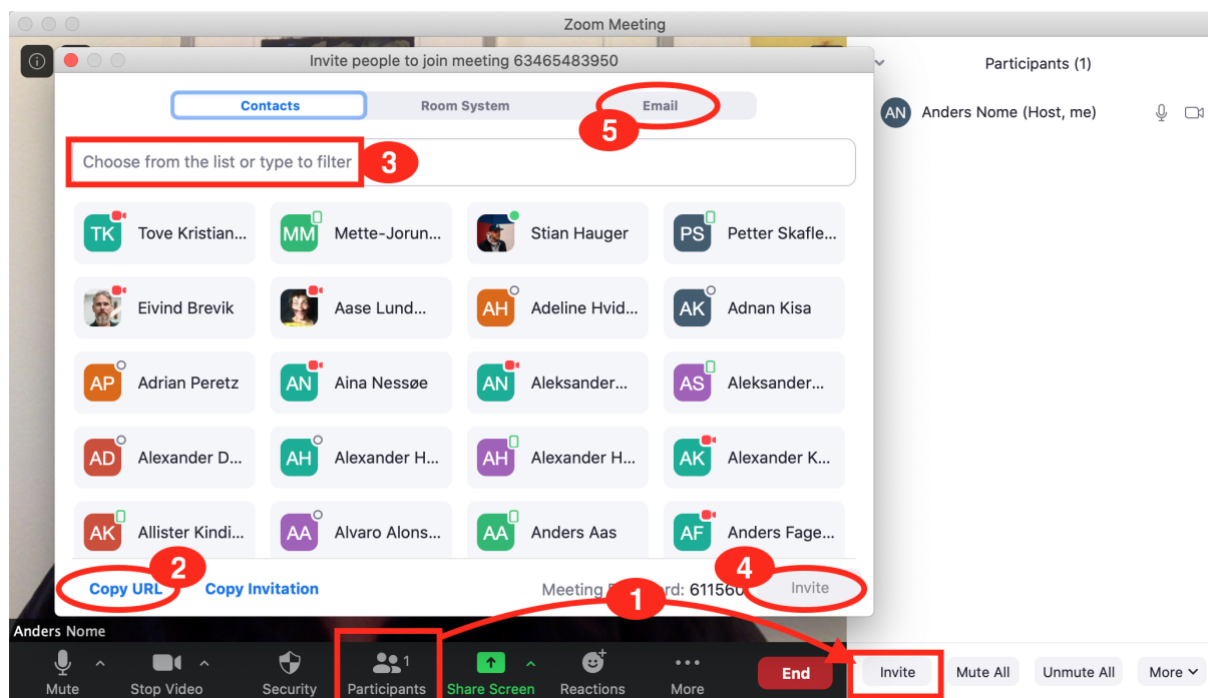 Zoom Meeting
Invite people to join meeting 63465483950
Contacts
Room System
Email
5
Choose from the list or type to filter
3
TK Tove Kristian...
MM Mette-Jorun...
Stian Hauger
PS Petter Skafle...
Eivind Brevik
Aase Lund...
AH Adeline Hvid...
AK Adnan Kisa
AP Adrian Peretz
AN Aina Nessøe
AN Aleksander...
AS Aleksander...
AD Alexander D...
AH Alexander H...
AH Alexander H...
AK Alexander K...
AK Allister Kindi...
AA Alvaro Alons...
AA Anders Aas
AF Anders Fage...
2
4
Copy URL
Copy Invitation
Meeting
rd: 611560
Invite
1
Participants (1)
AN Anders Nome (Host, me)
Anders Nome
Mute
Stop Video
Security
1
Participants
Share Screen
Reactions
More
End
Invite
Mute All
Unmute All
More